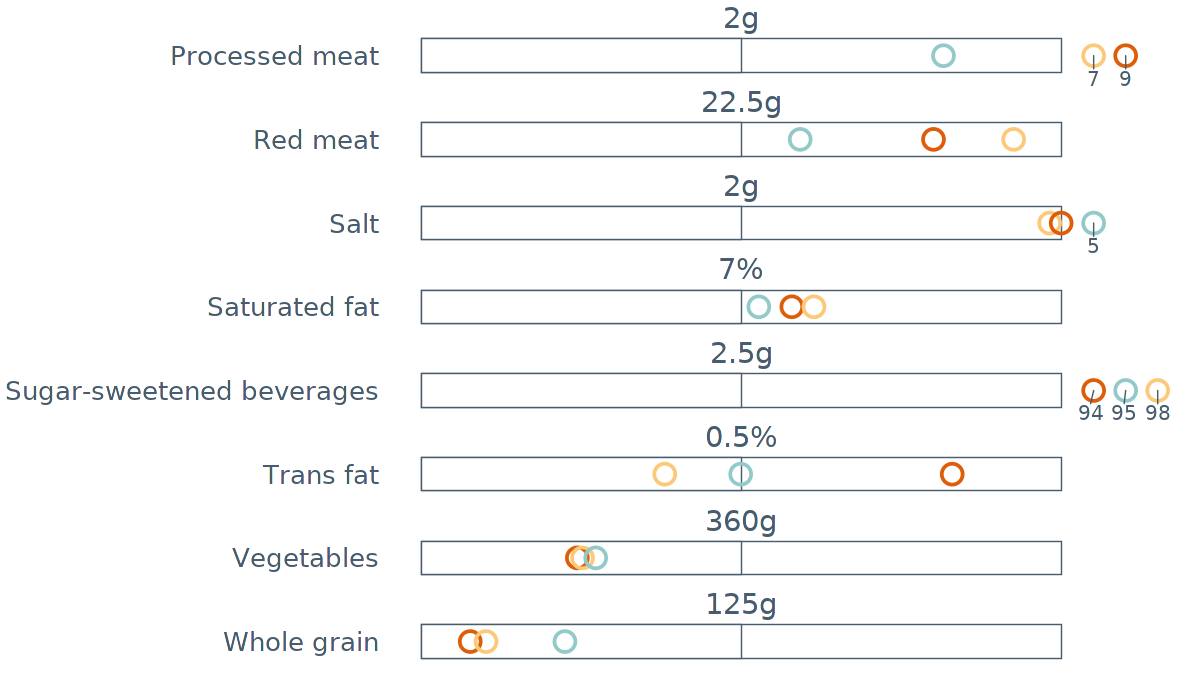 2g
Processed meat
7 9
22.5g
Red meat
2g
Salt
5
7%
Saturated fat
2.5g
Sugar-sweetened beverages
94 95 98
0.5%
Trans fat
360g
Vegetables
125g
Whole grain